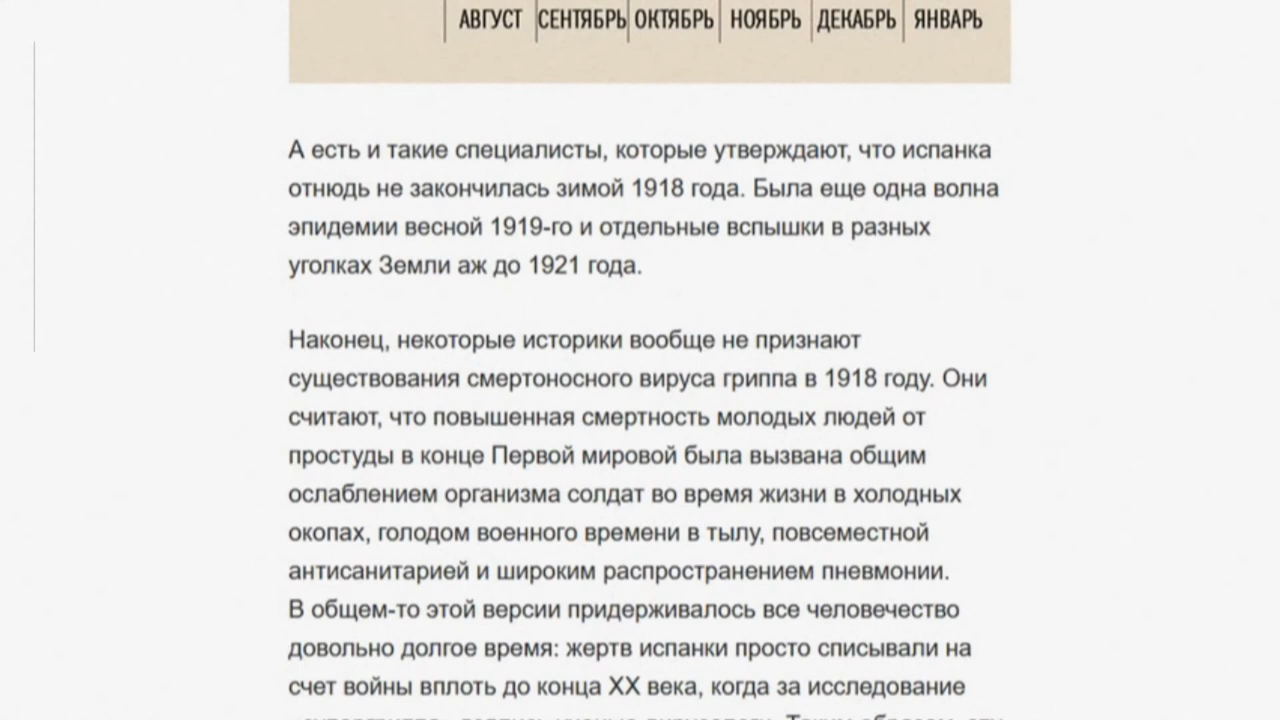 АВГУСТ СЕНТЯБРЬ ОКТЯБРЬ НОЯБРЬ ДЕКАБРЬ ЯНВАРЬ
А есть и такие специалисты, которые утверждают, что испанка
отнюдь не закончилась зимой 1918 года. Была еще одна волна
эпидемии весной 1919-го и отдельные вспышки в разных
уголках Земли аж до 1921 года.
Наконец, некоторые историки вообще не признают
существования смертоносного вируса гриппа в 1918 году. Они
считают, что повышенная смертность молодых людей от
простуды в конце Первой мировой была вызвана общим
ослаблением организма солдат во время жизни в холодных
окопах, голодом военного времени в тылу, повсеместной
антисанитарией и широким распространением пневмонии.
В общем-то этой версии придерживалось все человечество
довольно долгое время: жертв испанки просто списывали на
счет войны вплоть до конца XX века, когда за исследование